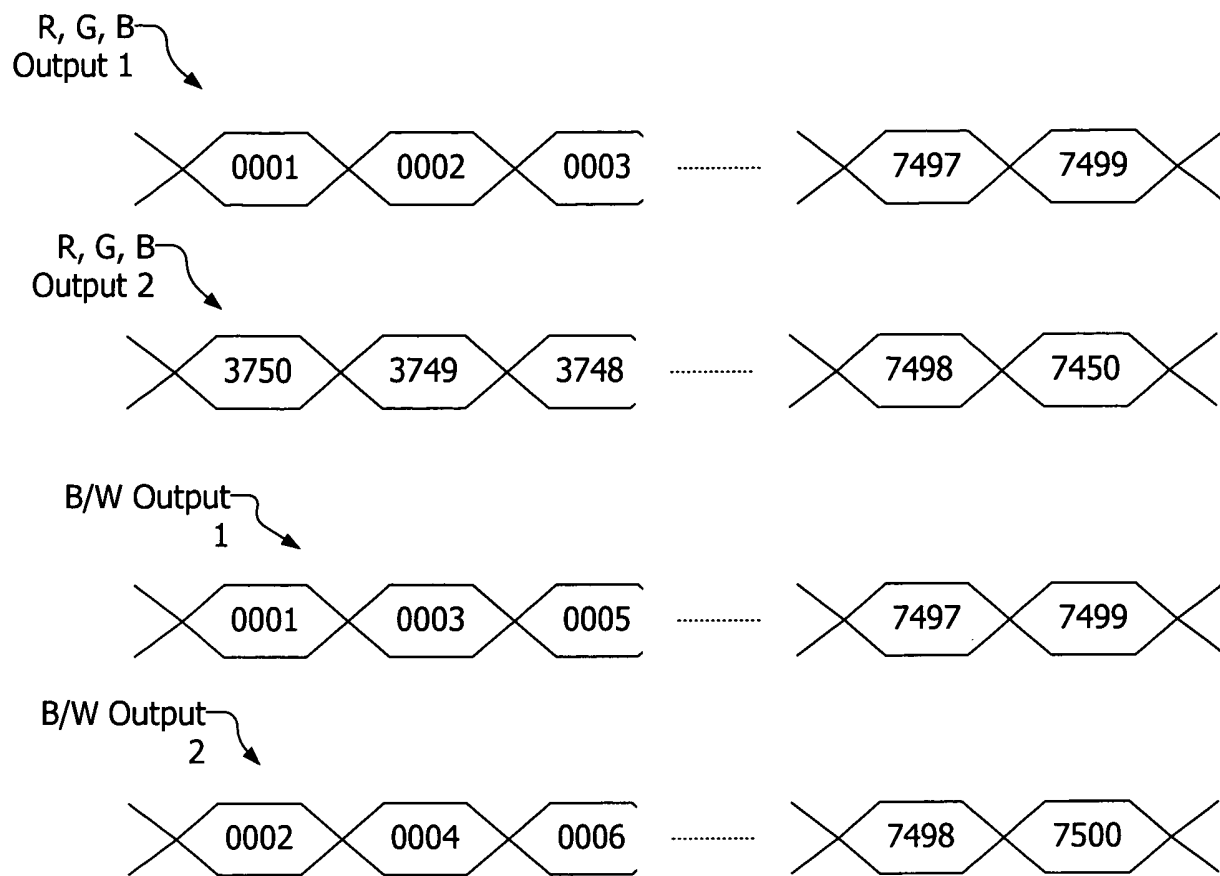 R, G, B
Output 1
0001 0002 0003 7497 7499
R, G, B
Output 2
3750 3749 3748 7498 7450
B/W Output
1
0001 0003 0005 7497 7499
B/W Output
2
0002 0004 0006 7498 7500